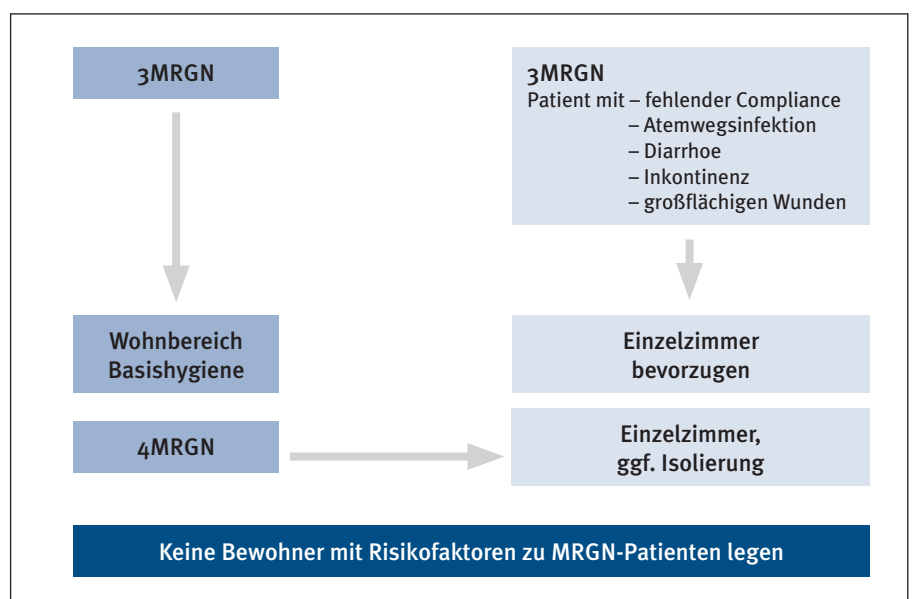 3MRGN
3MRGN
Patient mit – fehlender Compliance
– Atemwegsinfektion
– Diarrhoe
– Inkontinenz
– großflächigen Wunden
Wohnbereich
Basishygiene
Einzelzimmer
bevorzugen
4MRGN
Einzelzimmer,
ggf. Isolierung
Keine Bewohner mit Risikofaktoren zu MRGN-Patienten legen